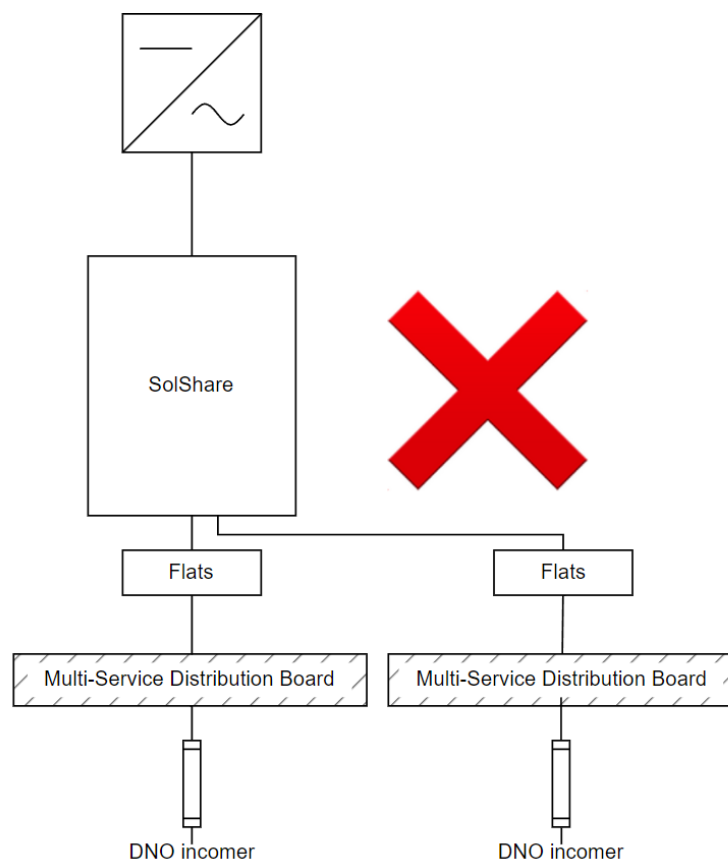 SolShare
Flats
Flats
Multi-Service Distribution Board
Multi-Service Distribution Board
DNO incomer
DNO incomer